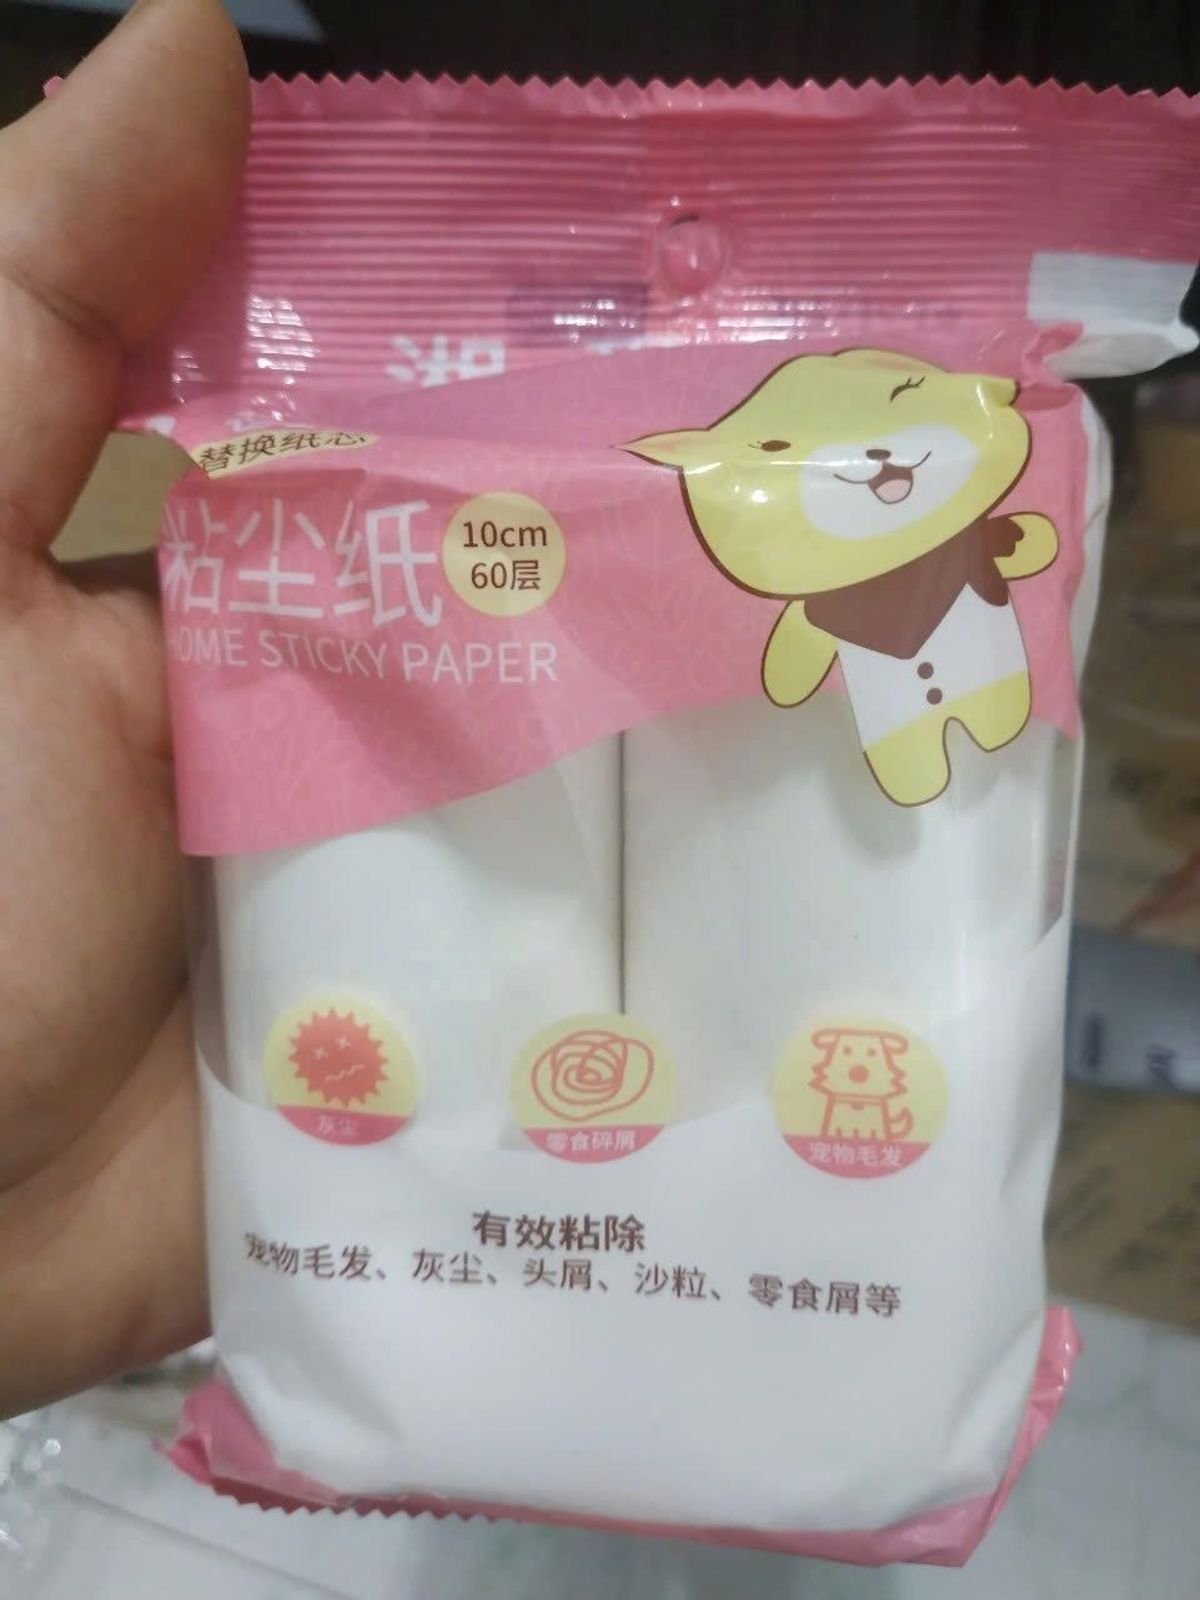 替换纸芯
粘尘纸
10cm
60层
HOME STICKY PAPER
灰尘
零食碎屑
宠物毛发
有效粘除
宠物毛发、灰尘、头屑、沙粒、零食屑等